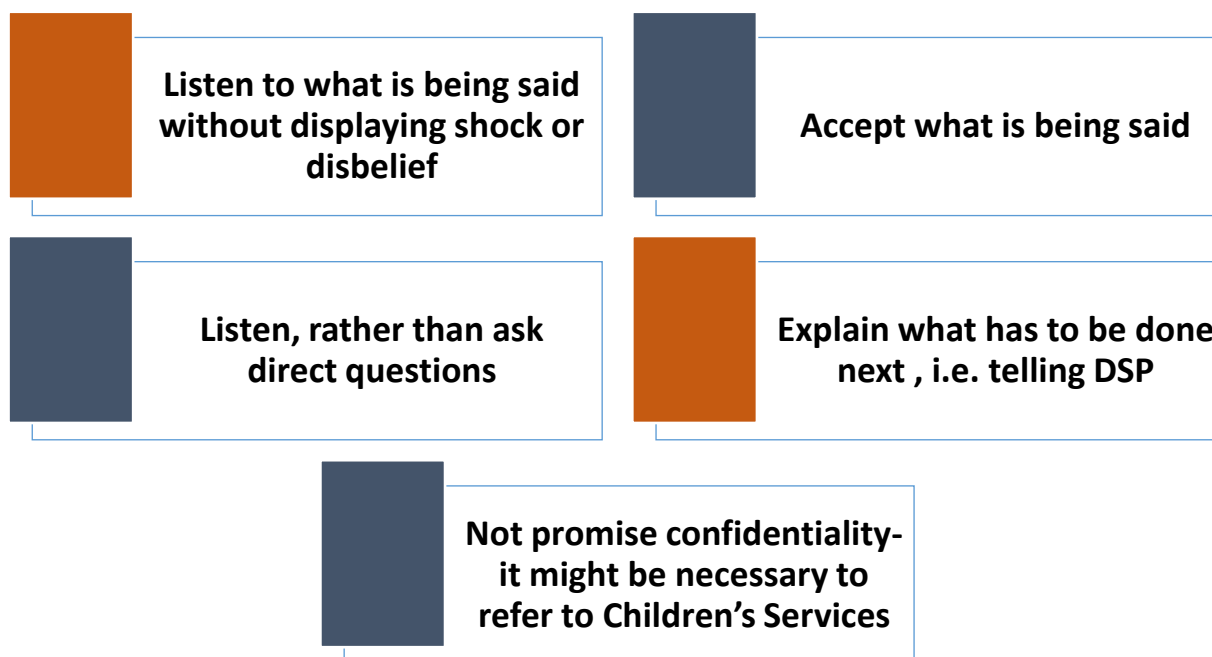 Listen to what is being said
without displaying shock or
disbelief
Accept what is being said
Listen, rather than ask
direct questions
Explain what has to be done
next , i.e. telling DSP
Not promise confidentiality-
it might be necessary to
refer to Children’s Services